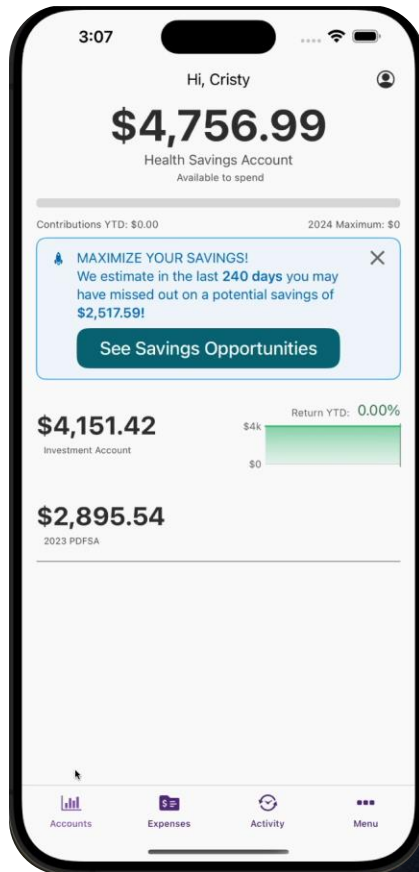 3:07
Hi, Cristy
$4,756.99
Health Savings Account
Available to spend
Contributions YTD: $0.00 2024 Maximum: $0
MAXIMIZE YOUR SAVINGS!
We estimate in the last 240 days you may
have missed out on a potential savings of
$2,517.59!
See Savings Opportunities
$4,151.42
Investment Account
Return YTD: 0.00%
$4k
$0
$2,895.54
2023 PDFSA
Accounts Expenses Activity Menu